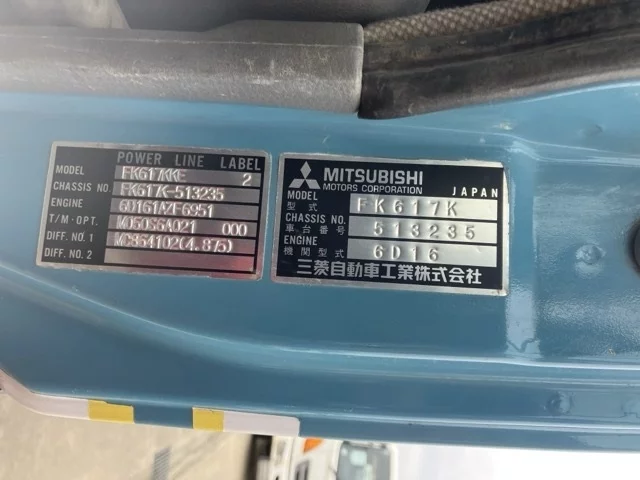 POWER LINE LABEL
MODEL FK617KKE 2
CHASSIS NO. FK617K-513235
ENGINE 6D161AZF6951
T/M·OPT. M050S6A021 000
DIFF. NO. 1 MC854102(4.875)
DIFF. NO. 2
MITSUBISHI
MOTORS CORPORATION JAPAN
MODEL
型式 FK617K
CHASSIS NO.
車台番号 513235
ENGINE
機関型式 6D16
三菱自動車工業株式会社